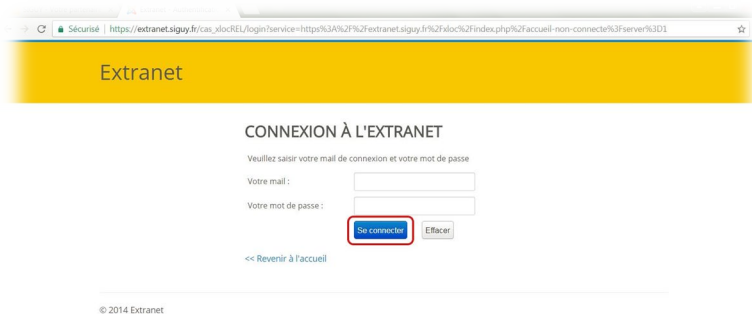 Sécurisé | https://extranet.siguy.fr/cas_xlocREL/login?service=https%3A%2F%2Fextranet.siguy.fr%2Fxloc%2Findex.php%2Faccueil-non-connecte%3Fserver%3D1
Extranet
CONNEXION À L'EXTRANET
Veuillez saisir votre mail de connexion et votre mot de passe
Votre mail :
Votre mot de passe :
Se connecter Effacer
<< Revenir à l'accueil
© 2014 Extranet